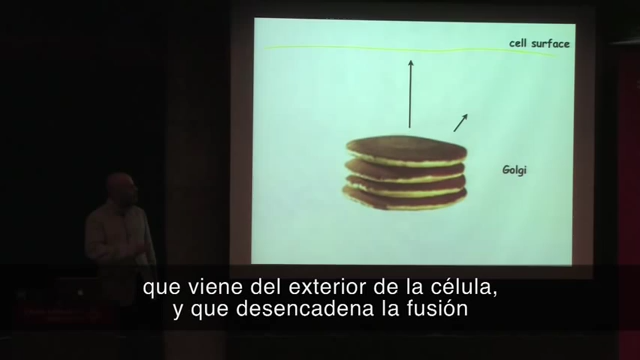 cell surface
Golgi
que viene del exterior de la célula,
y que desencadena la fusión